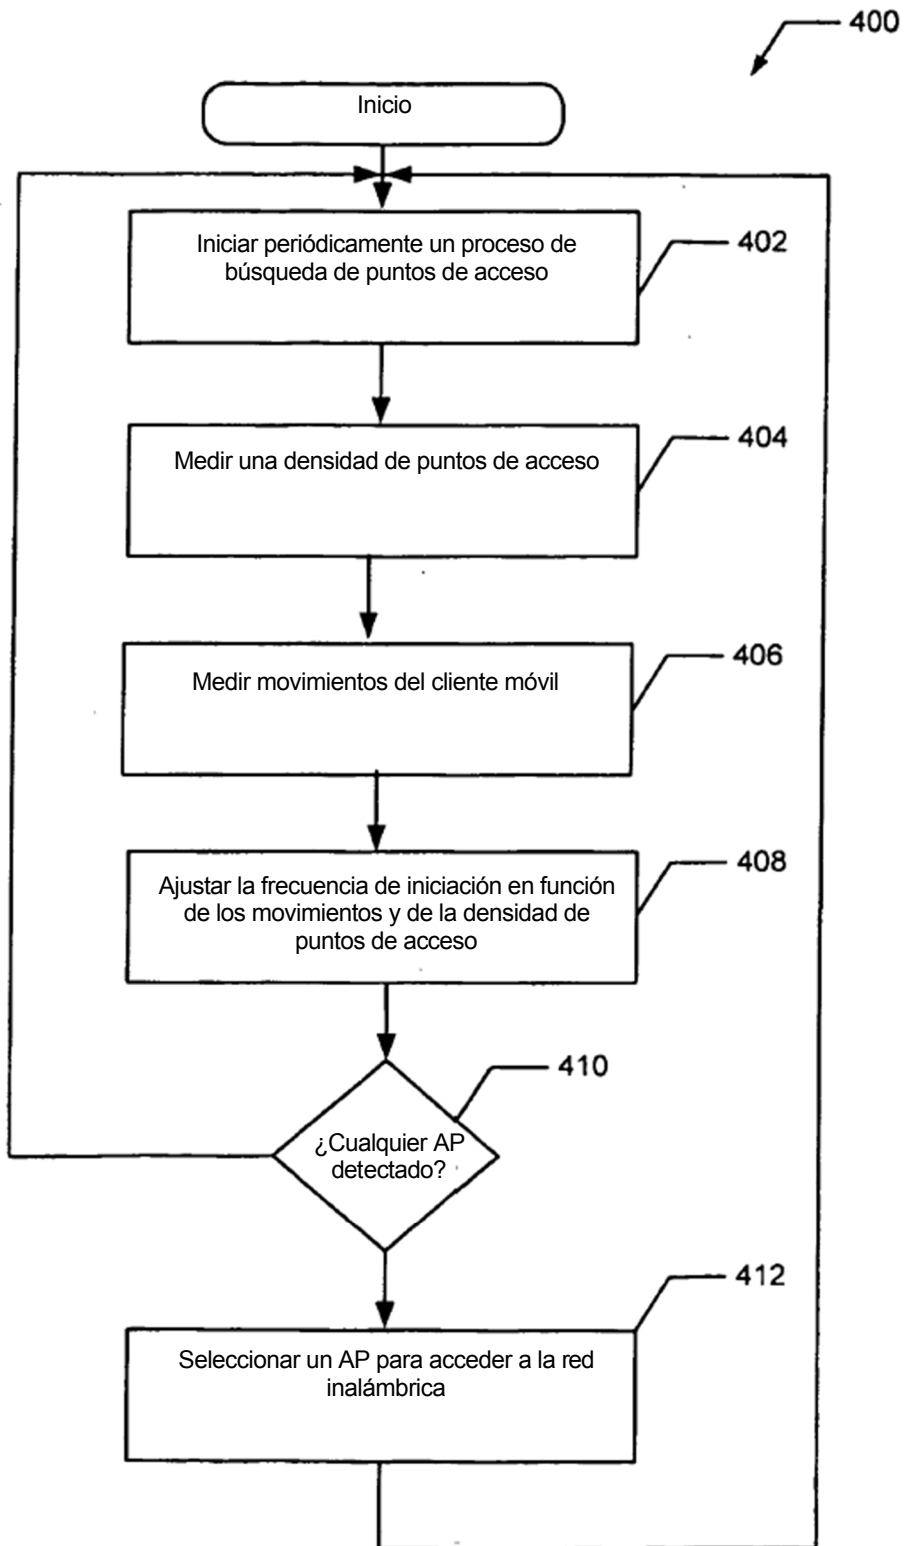 400
Inicio
Iniciar periódicamente un proceso de
búsqueda de puntos de acceso
402
Medir una densidad de puntos de acceso
404
Medir movimientos del cliente móvil
406
Ajustar la frecuencia de iniciación en función
de los movimientos y de la densidad de
puntos de acceso
408
¿Cualquier AP
detectado?
410
Seleccionar un AP para acceder a la red
inalámbrica
412